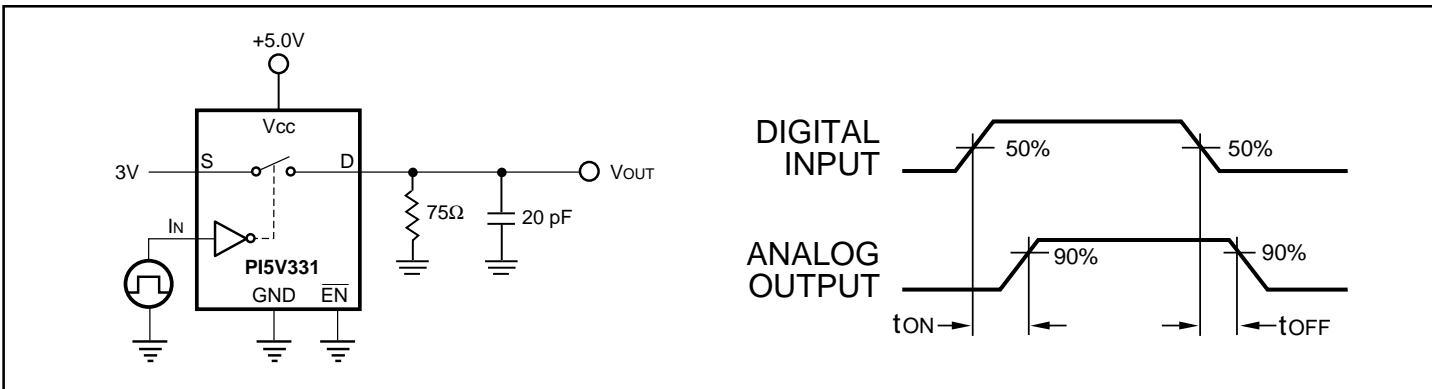 +5.0V
Vcc
S
D
3V
VOUT
IN
75Ω
20 pF
PI5V331
GND
EN
DIGITAL
INPUT
50%
50%
ANALOG
OUTPUT
90%
90%
tON
tOFF